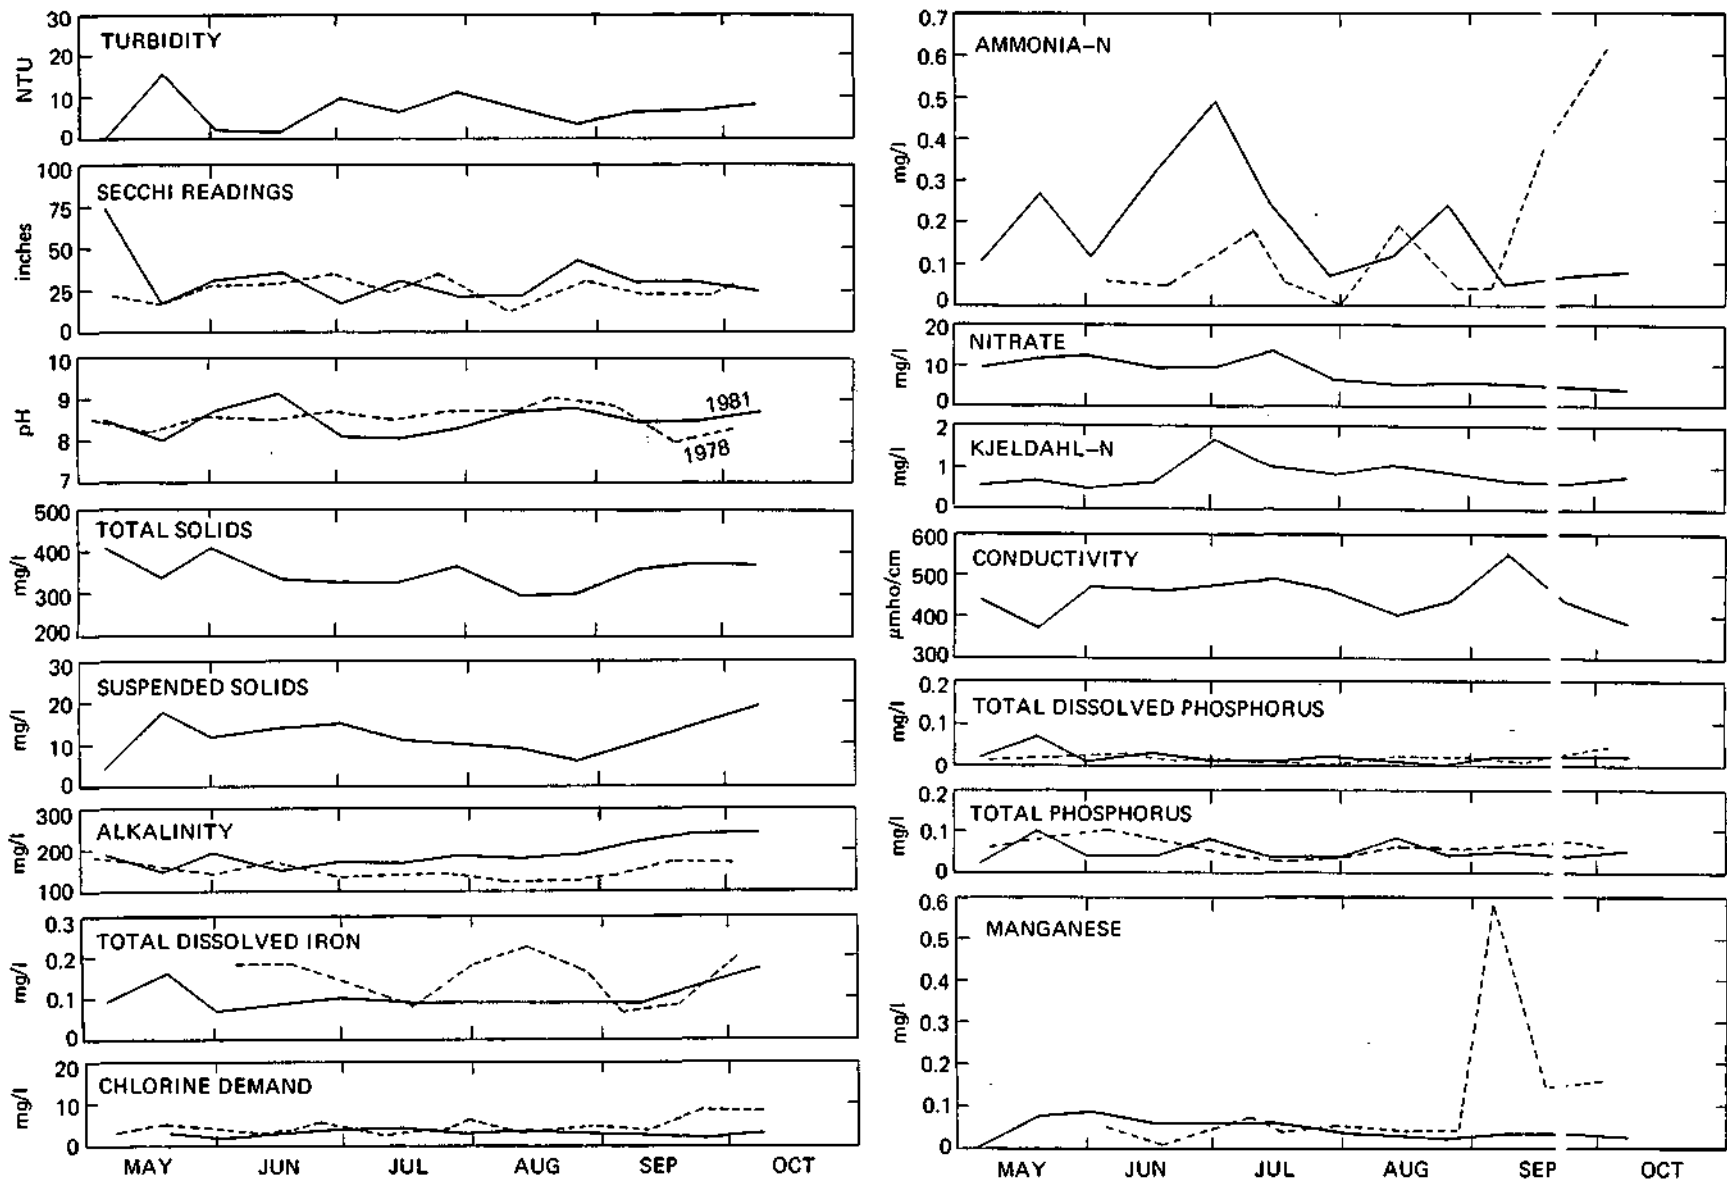 30
TURBIDITY
20
NTU
10
0
100
SECCHI READINGS
75
inches
50
25
0
10
9
pH
8
7
1981
1978
500
TOTAL SOLIDS
400
mg/l
300
200
30
SUSPENDED SOLIDS
20
mg/l
10
0
300
ALKALINITY
200
mg/l
100
0.3
TOTAL DISSOLVED IRON
0.2
mg/l
0.1
0
20
CHLORINE DEMAND
10
mg/l
0
MAY JUN JUL AUG SEP OCT
0.7
AMMONIA–N
0.6
0.5
0.4
mg/l
0.3
0.2
0.1
0
20
NITRATE
10
mg/l
0
2
KJELDAHL–N
1
mg/l
0
600
CONDUCTIVITY
500
µmho/cm
400
300
0.2
TOTAL DISSOLVED PHOSPHORUS
0.1
mg/l
0
0.2
TOTAL PHOSPHORUS
0.1
mg/l
0
0.6
MANGANESE
0.5
0.4
mg/l
0.3
0.2
0.1
0
MAY JUN JUL AUG SEP OCT